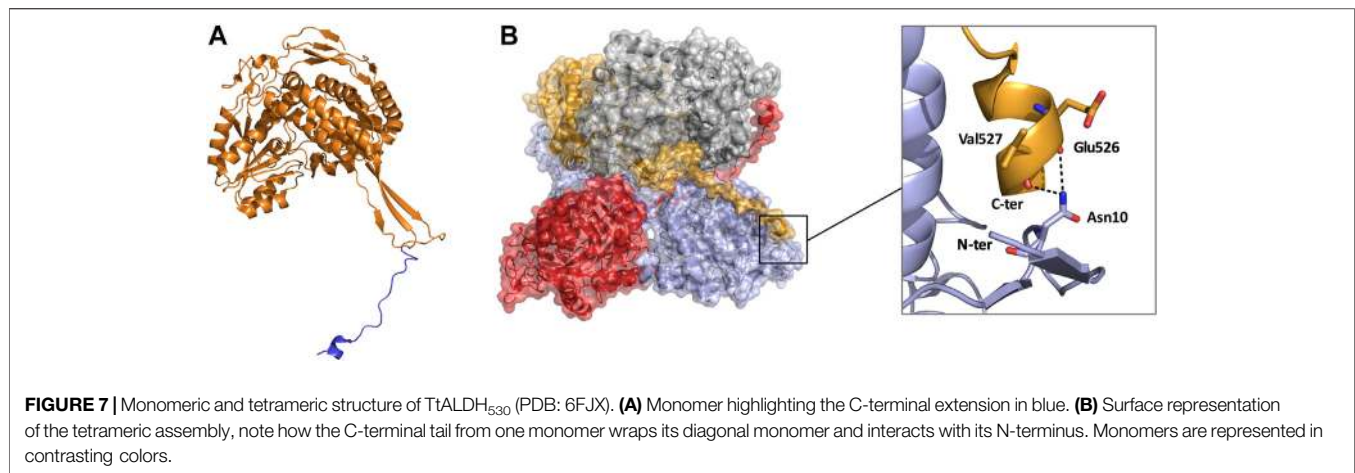 A
B
Val527
Glu526
C-ter
Asn10
N-ter
FIGURE 7 | Monomeric and tetrameric structure of TtALDH530 (PDB: 6FJX). (A) Monomer highlighting the C-terminal extension in blue. (B) Surface representation
of the tetrameric assembly, note how the C-terminal tail from one monomer wraps its diagonal monomer and interacts with its N-terminus. Monomers are represented in
contrasting colors.